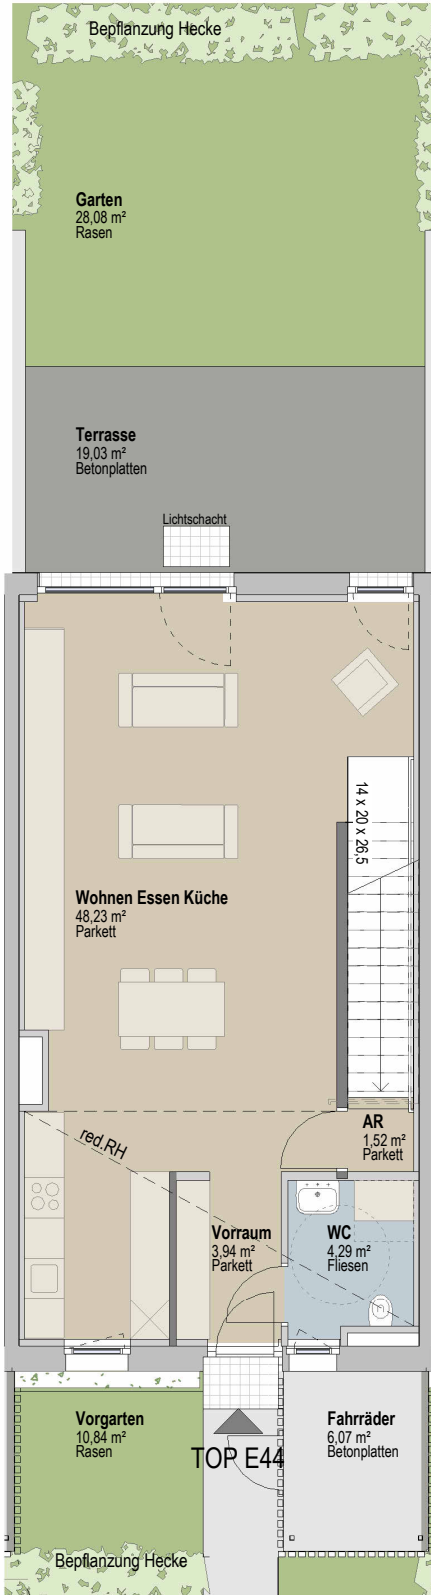 Bepflanzung Hecke
Garten
28,08 m²
Rasen
Terrasse
19,03 m²
Betonplatten
Lichtschacht
14 x 20 x 26,5
Wohnen Essen Küche
48,23 m²
Parkett
AR
1,52 m²
Parkett
red.RH
Vorraum
3,94 m²
Parkett
WC
4,29 m²
Fliesen
Vorgarten
10,84 m²
Rasen
Fahrräder
6,07 m²
Betonplatten
TOP E44
Bepflanzung Hecke